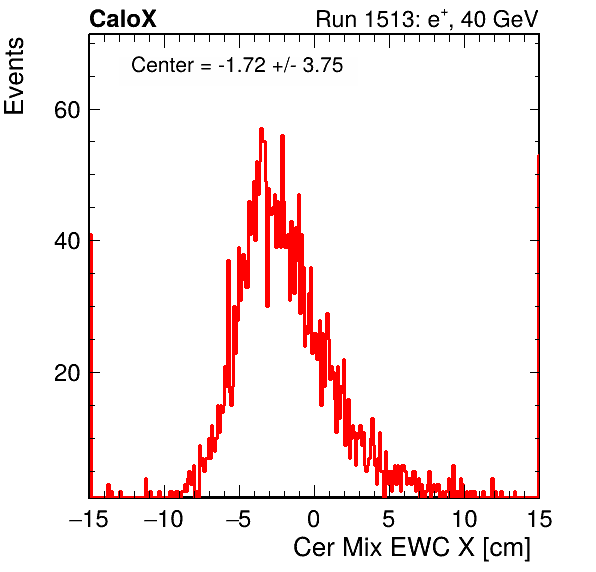 CaloX Run 1513: e⁺, 40 GeV
Center = -1.72 +/- 3.75
Events
60
40
20
−15 −10 −5 0 5 10 15
Cer Mix EWC X [cm]